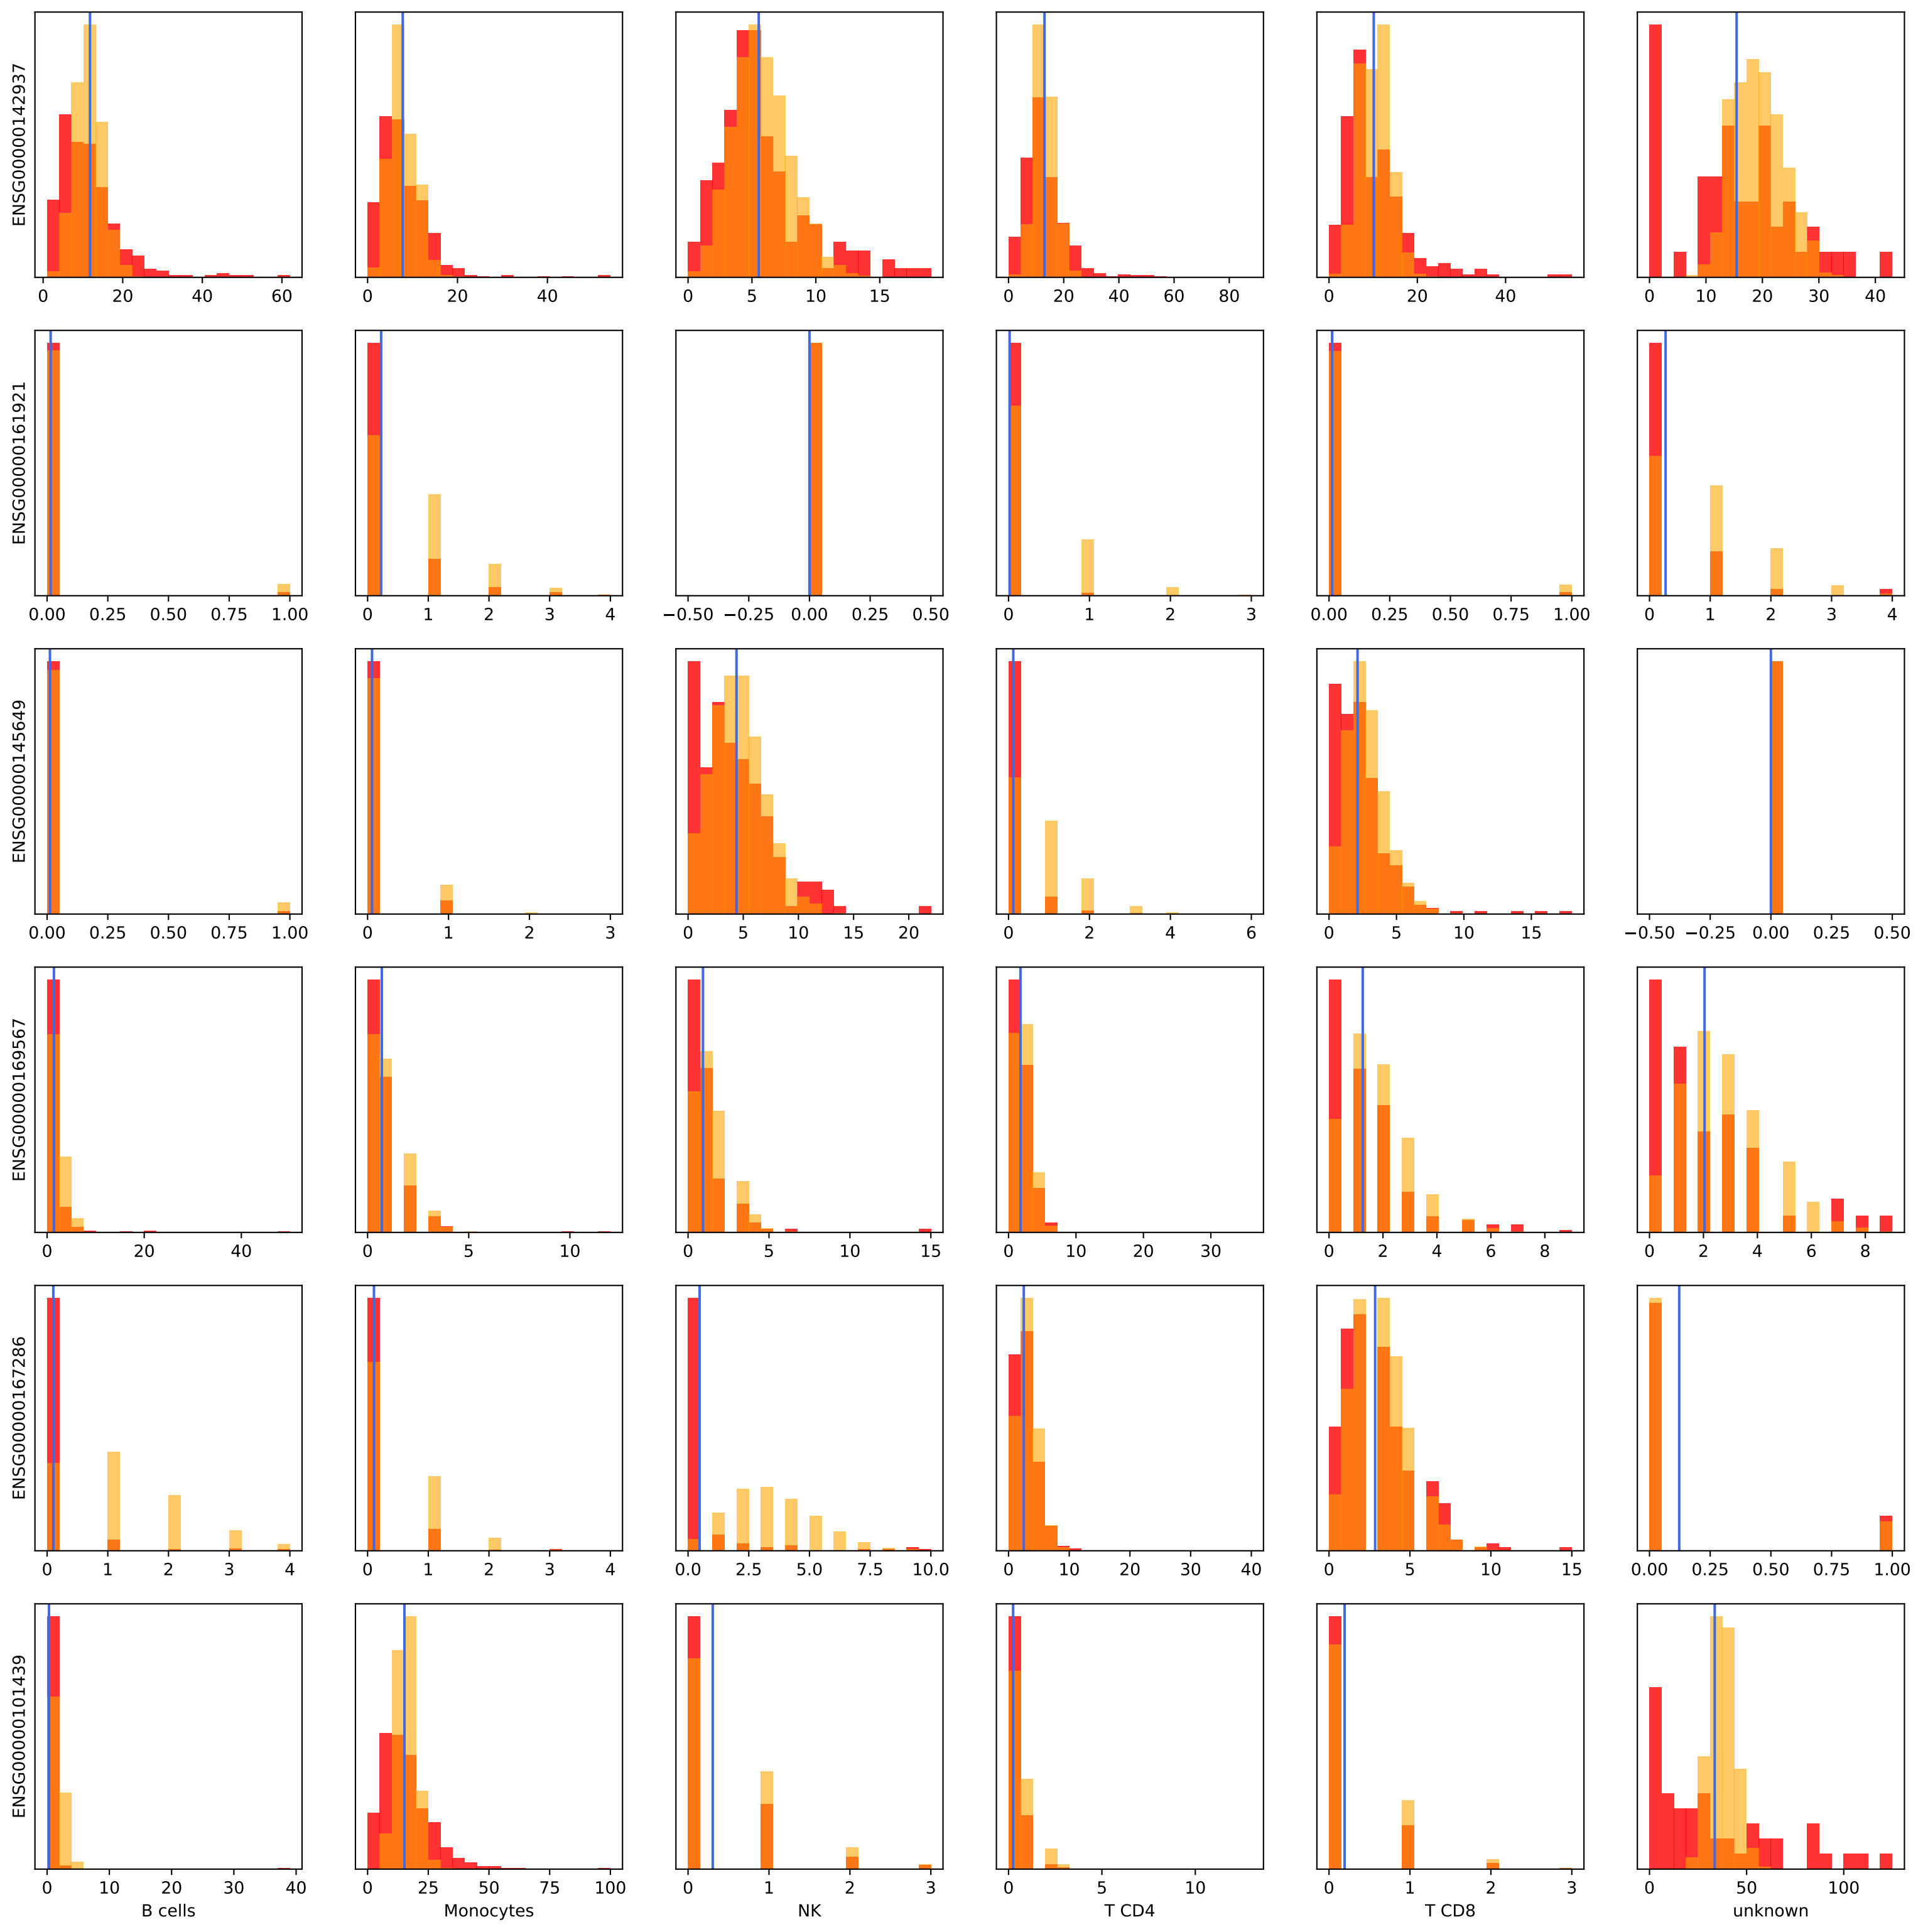 ENSG00000142937
0 20 40 60
0 20 40
0 5 10 15
0 20 40 60 80
0 20 40
0 10 20 30 40
ENSG00000161921
0.00 0.25 0.50 0.75 1.00
0 1 2 3 4
−0.50 −0.25 0.00 0.25 0.50
0 1 2 3
0.00 0.25 0.50 0.75 1.00
0 1 2 3 4
ENSG00000145649
0.00 0.25 0.50 0.75 1.00
0 1 2 3
0 5 10 15 20
0 2 4 6
0 5 10 15
−0.50 −0.25 0.00 0.25 0.50
ENSG00000169567
0 20 40
0 5 10
0 5 10 15
0 10 20 30
0 2 4 6 8
0 2 4 6 8
ENSG00000167286
0 1 2 3 4
0 1 2 3 4
0.0 2.5 5.0 7.5 10.0
0 10 20 30 40
0 5 10 15
0.00 0.25 0.50 0.75 1.00
ENSG00000101439
0 10 20 30 40
0 25 50 75 100
0 1 2 3
0 5 10
0 1 2 3
0 50 100
B cells
Monocytes
NK
T CD4
T CD8
unknown